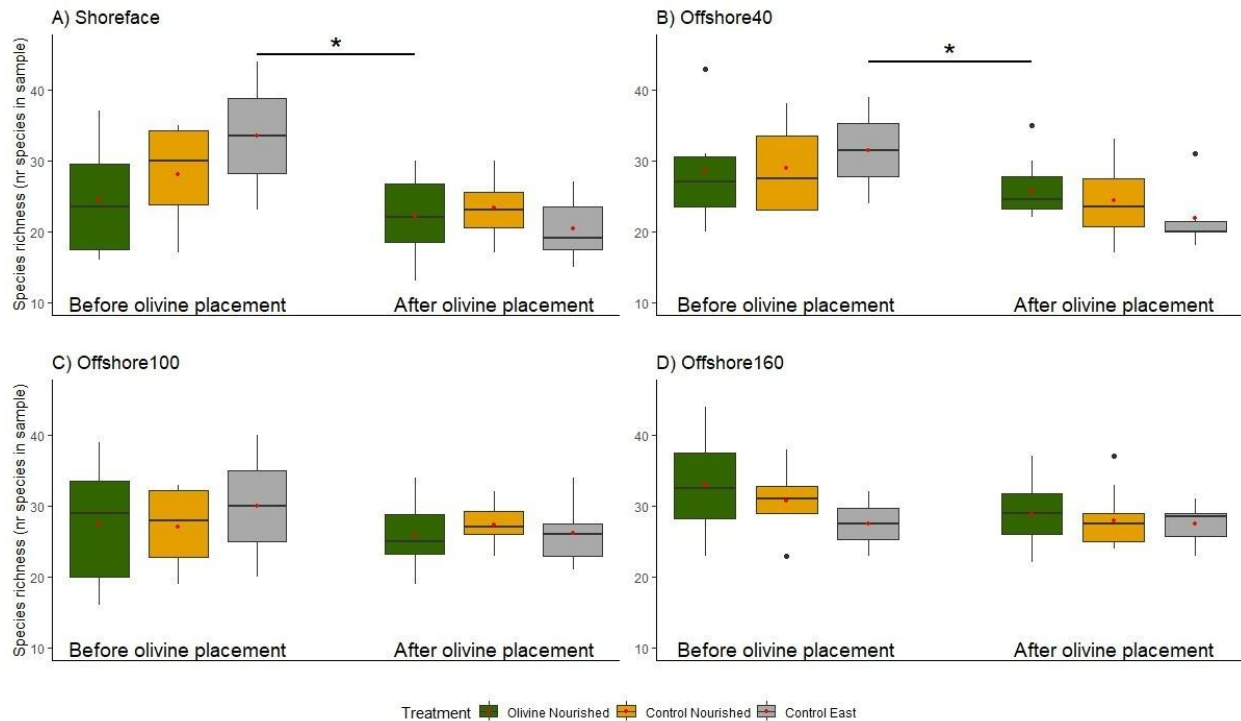 A) Shoreface
B) Offshore40
Species richness (nr species in sample)
40
30
20
10
*
Before olivine placement
After olivine placement
40
30
20
10
*
Before olivine placement
After olivine placement
C) Offshore100
D) Offshore160
Species richness (nr species in sample)
40
30
20
10
Before olivine placement
After olivine placement
40
30
20
10
Before olivine placement
After olivine placement
Treatment Olivine Nourished Control Nourished Control East